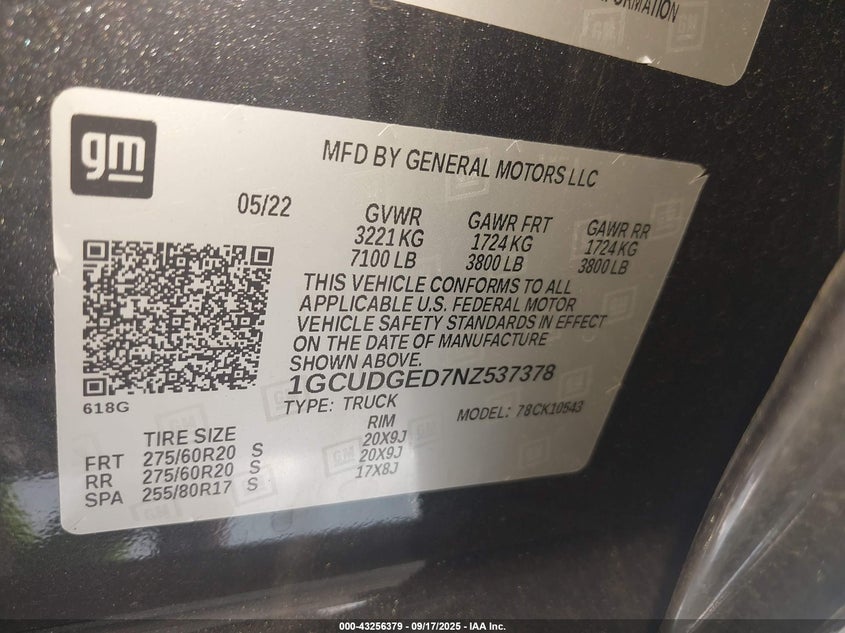 FORMATION
gm
MFD BY GENERAL MOTORS LLC
05/22
GVWR GAWR FRT GAWR RR
3221 KG 1724 KG 1724 KG
7100 LB 3800 LB 3800 LB
THIS VEHICLE CONFORMS TO ALL
APPLICABLE U.S. FEDERAL MOTOR
VEHICLE SAFETY STANDARDS IN EFFECT
ON THE DATE OF MANUFACTURE
SHOWN ABOVE.
1GCUDGED7NZ537378
618G
TYPE: TRUCK MODEL: 78CK10543
TIRE SIZE RIM
FRT 275/60R20 S 20X9J
RR 275/60R20 S 20X9J
SPA 255/80R17 S 17X8J
000-43256379 - 09/17/2025 - IAA Inc.